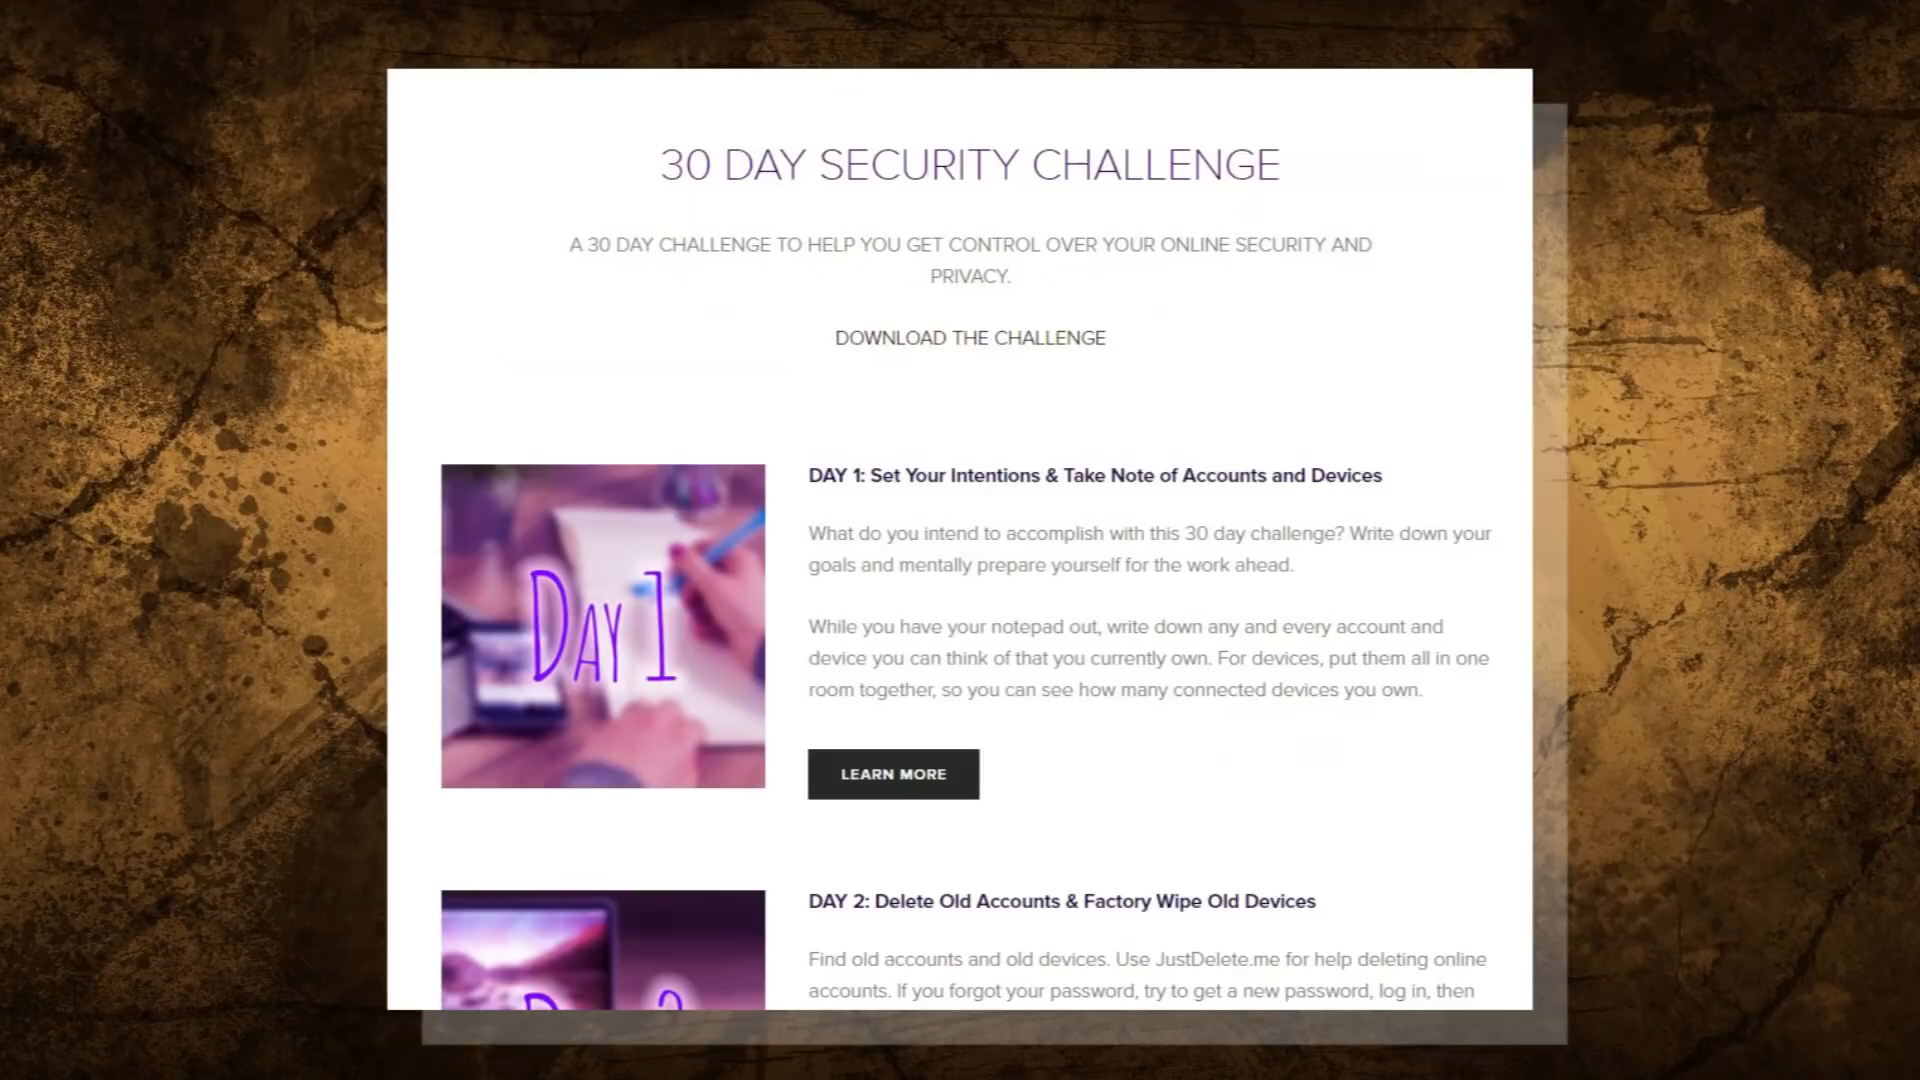 30 DAY SECURITY CHALLENGE
A 30 DAY CHALLENGE TO HELP YOU GET CONTROL OVER YOUR ONLINE SECURITY AND
PRIVACY.
DOWNLOAD THE CHALLENGE
DAY 1
DAY 1: Set Your Intentions & Take Note of Accounts and Devices
What do you intend to accomplish with this 30 day challenge? Write down your
goals and mentally prepare yourself for the work ahead.
While you have your notepad out, write down any and every account and
device you can think of that you currently own. For devices, put them all in one
room together, so you can see how many connected devices you own.
LEARN MORE
DAY 2: Delete Old Accounts & Factory Wipe Old Devices
Find old accounts and old devices. Use JustDelete.me for help deleting online
accounts. If you forgot your password, try to get a new password, log in, then